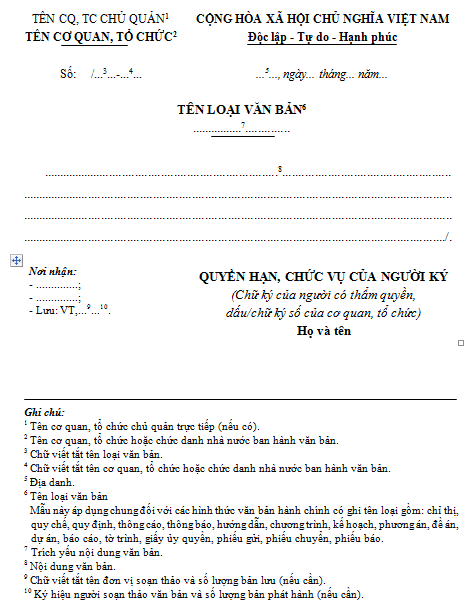 TÊN CQ, TC CHỦ QUẢN¹ CỘNG HÒA XÃ HỘI CHỦ NGHĨA VIỆT NAM
TÊN CƠ QUAN, TỔ CHỨC² Độc lập - Tự do - Hạnh phúc
Số: /...³...-...⁴... ...⁵..., ngày... tháng... năm...
TÊN LOẠI VĂN BẢN⁶
................⁷...............
.............................................................................⁸.........................................................
................................................................................................................................................
................................................................................................................................................
............................................................................................................................................./.
Nơi nhận: QUYỀN HẠN, CHỨC VỤ CỦA NGƯỜI KÝ
- ..............; (Chữ ký của người có thẩm quyền,
- ..............; dấu/chữ ký số của cơ quan, tổ chức)
- Lưu: VT,...⁹...¹⁰. Họ và tên
Ghi chú:
¹ Tên cơ quan, tổ chức chủ quản trực tiếp (nếu có).
² Tên cơ quan, tổ chức hoặc chức danh nhà nước ban hành văn bản.
³ Chữ viết tắt tên loại văn bản.
⁴ Chữ viết tắt tên cơ quan, tổ chức hoặc chức danh nhà nước ban hành văn bản.
⁵ Địa danh.
⁶ Tên loại văn bản
Mẫu này áp dụng chung đối với các hình thức văn bản hành chính có ghi tên loại gồm: chỉ thị,
quy chế, quy định, thông cáo, thông báo, hướng dẫn, chương trình, kế hoạch, phương án, đề án,
dự án, báo cáo, tờ trình, giấy ủy quyền, phiếu gửi, phiếu chuyển, phiếu báo.
⁷ Trích yếu nội dung văn bản.
⁸ Nội dung văn bản.
⁹ Chữ viết tắt tên đơn vị soạn thảo và số lượng bản lưu (nếu cần).
¹⁰ Ký hiệu người soạn thảo văn bản và số lượng bản phát hành (nếu cần).